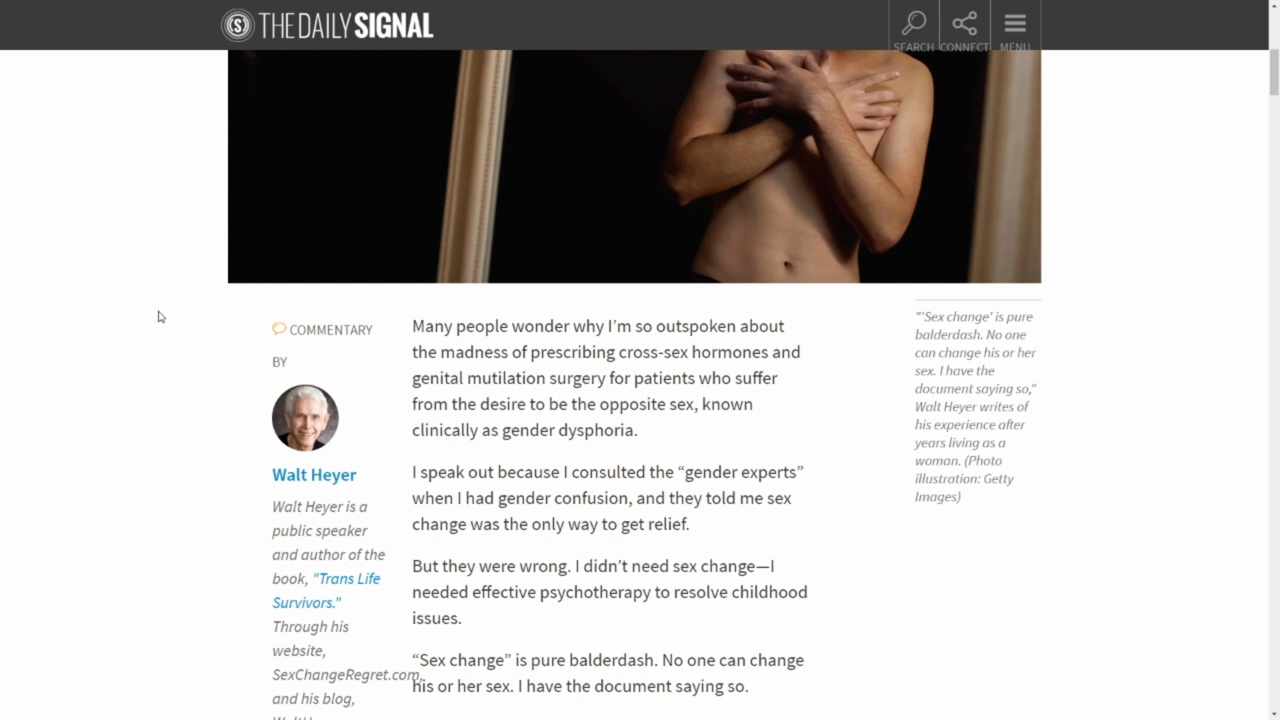 THE DAILY SIGNAL
SEARCH
CONNECT
MENU
COMMENTARY
BY
Walt Heyer
Walt Heyer is a
public speaker
and author of the
book, "Trans Life
Survivors."
Through his
website,
SexChangeRegret.com,
and his blog,
Many people wonder why I’m so outspoken about
the madness of prescribing cross-sex hormones and
genital mutilation surgery for patients who suffer
from the desire to be the opposite sex, known
clinically as gender dysphoria.
I speak out because I consulted the “gender experts”
when I had gender confusion, and they told me sex
change was the only way to get relief.
But they were wrong. I didn’t need sex change—I
needed effective psychotherapy to resolve childhood
issues.
“Sex change” is pure balderdash. No one can change
his or her sex. I have the document saying so.
"'Sex change' is pure
balderdash. No one
can change his or her
sex. I have the
document saying so,"
Walt Heyer writes of
his experience after
years living as a
woman. (Photo
illustration: Getty
Images)